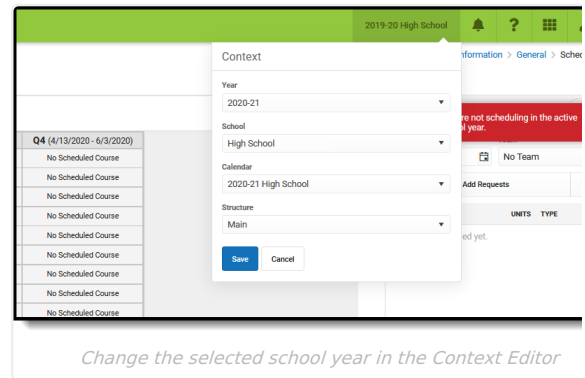 2019-20 High School
Context
nformation > General > Sched
Year
2020-21
re not scheduling in the active
ol year.
School
High School
No Team
Q4 (4/13/2020 - 6/3/2020)
No Scheduled Course
Calendar
2020-21 High School
Add Requests
No Scheduled Course
No Scheduled Course
Structure
UNITS TYPE
Main
No Scheduled Course
No Scheduled Course
ed yet.
No Scheduled Course
Save Cancel
No Scheduled Course
No Scheduled Course
No Scheduled Course
Change the selected school year in the Context Editor